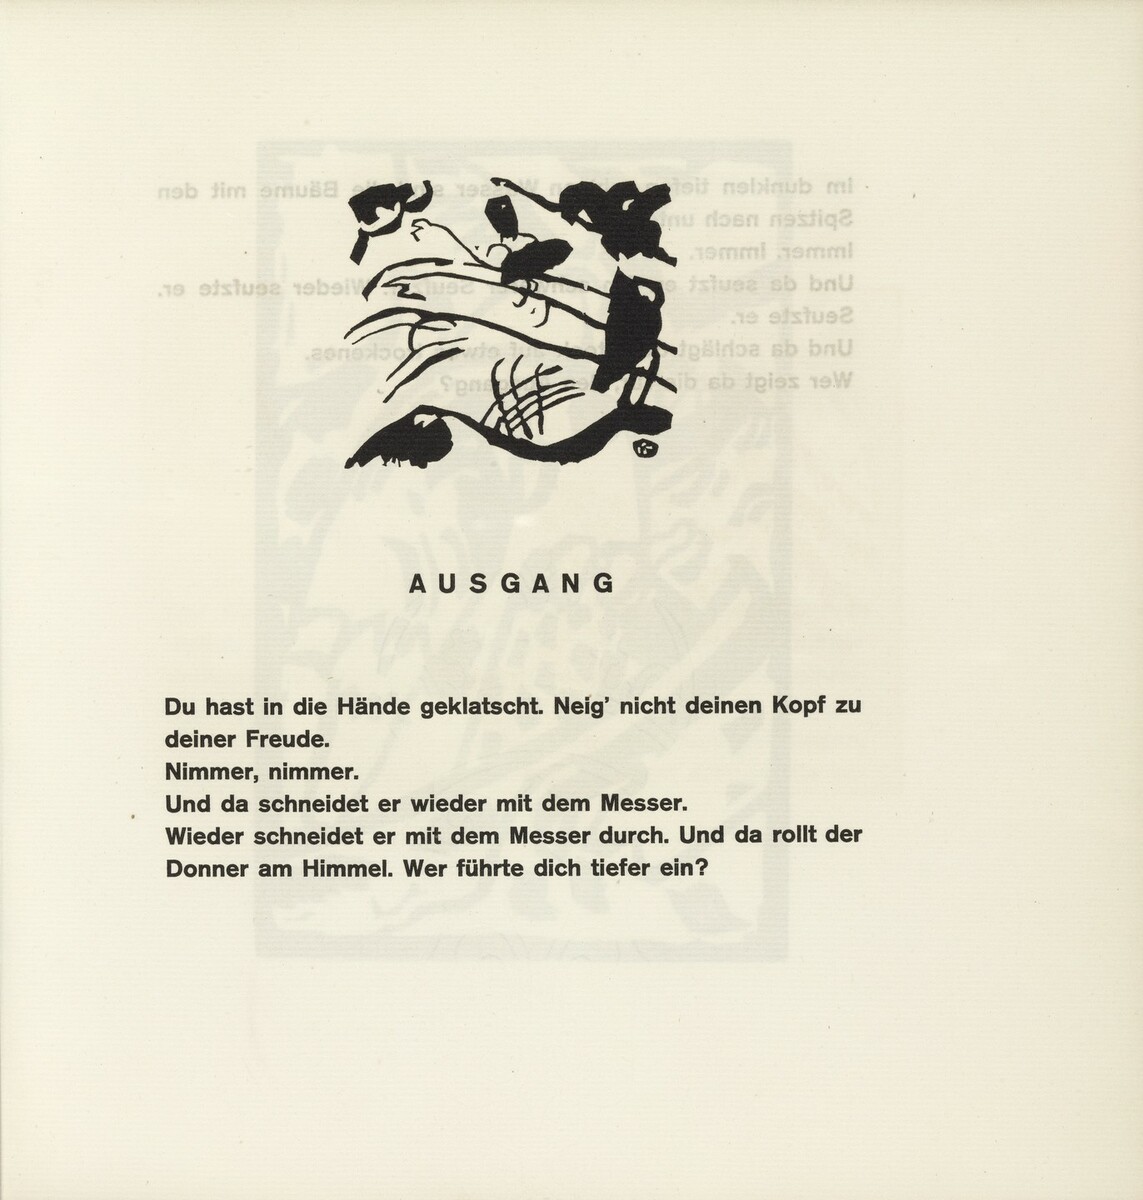 AUSGANG
Du hast in die Hände geklatscht. Neig' nicht deinen Kopf zu
deiner Freude.
Nimmer, nimmer.
Und da schneidet er wieder mit dem Messer.
Wieder schneidet er mit dem Messer durch. Und da rollt der
Donner am Himmel. Wer führte dich tiefer ein?